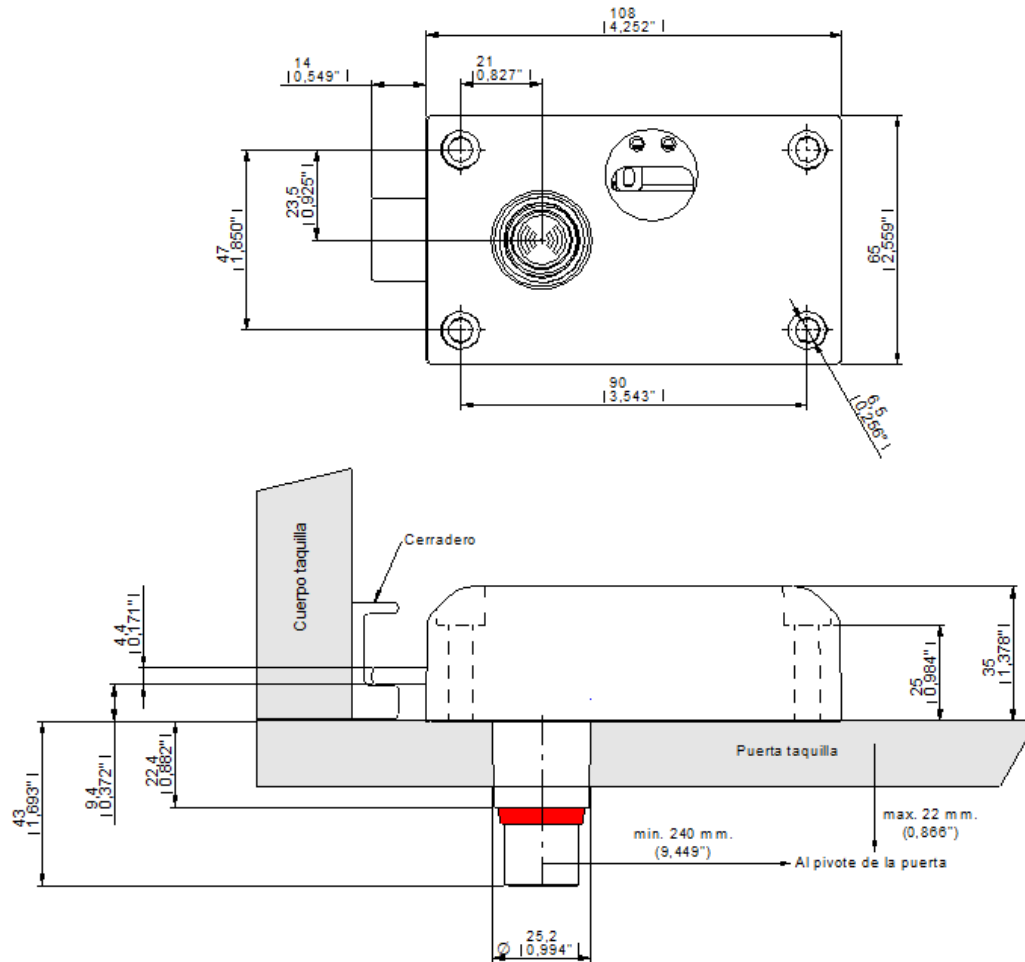 108
| 4,252" |
14
| 0,549" |
21
| 0,827" |
23,5
| 0,925" |
47
| 1,850" |
65
| 2,559" |
90
| 3,543" |
6,5
| 0,256" |
Cuerpo taquilla
Cerradero
4,4
| 0,171" |
25
| 0,984" |
35
| 1,378" |
Puerta taquilla
9,4
| 0,372" |
22,4
| 0,882" |
43
| 1,693" |
min. 240 mm.
(9,449")
max. 22 mm.
(0,866")
Al pivote de la puerta
Ø 25,2
| 0,994" |